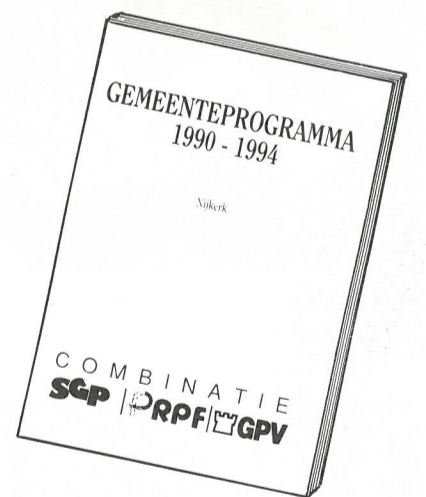 GEMEENTEPROGRAMMA
1990 - 1994
Nijkerk
COMBINATIE
SGP | RPF | GPV